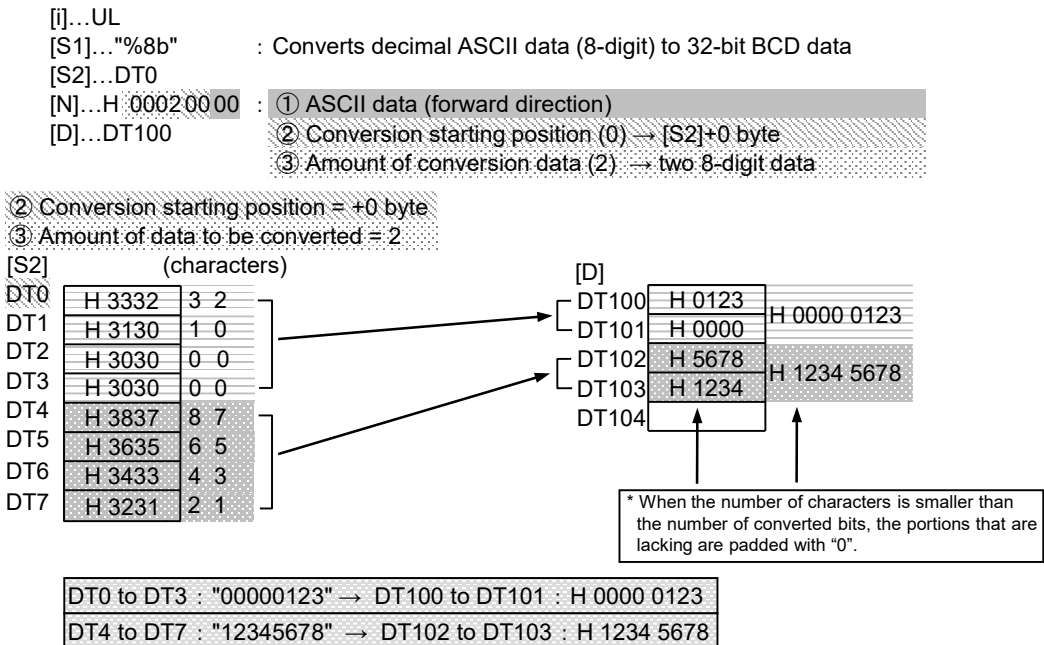 [i]…UL
[S1]…"%8b" : Converts decimal ASCII data (8-digit) to 32-bit BCD data
[S2]…DT0
[N]…H 0002 00 00 : ① ASCII data (forward direction)
[D]…DT100 ② Conversion starting position (0) → [S2]+0 byte
③ Amount of conversion data (2) → two 8-digit data
② Conversion starting position = +0 byte
③ Amount of data to be converted = 2
[S2] (characters)
DT0 H 3332 3 2
DT1 H 3130 1 0
DT2 H 3030 0 0
DT3 H 3030 0 0
DT4 H 3837 8 7
DT5 H 3635 6 5
DT6 H 3433 4 3
DT7 H 3231 2 1
[D]
DT100 H 0123
DT101 H 0000
H 0000 0123
DT102 H 5678
DT103 H 1234
H 1234 5678
DT104
* When the number of characters is smaller than
the number of converted bits, the portions that are
lacking are padded with “0”.
DT0 to DT3 : "00000123" → DT100 to DT101 : H 0000 0123
DT4 to DT7 : "12345678" → DT102 to DT103 : H 1234 5678